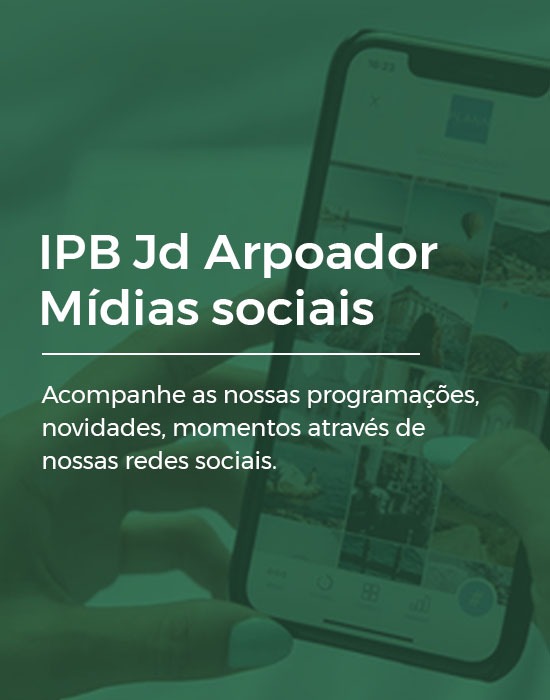 IPB Jd Arpoador
Mídias sociais
Acompanhe as nossas programações,
novidades, momentos através de
nossas redes sociais.